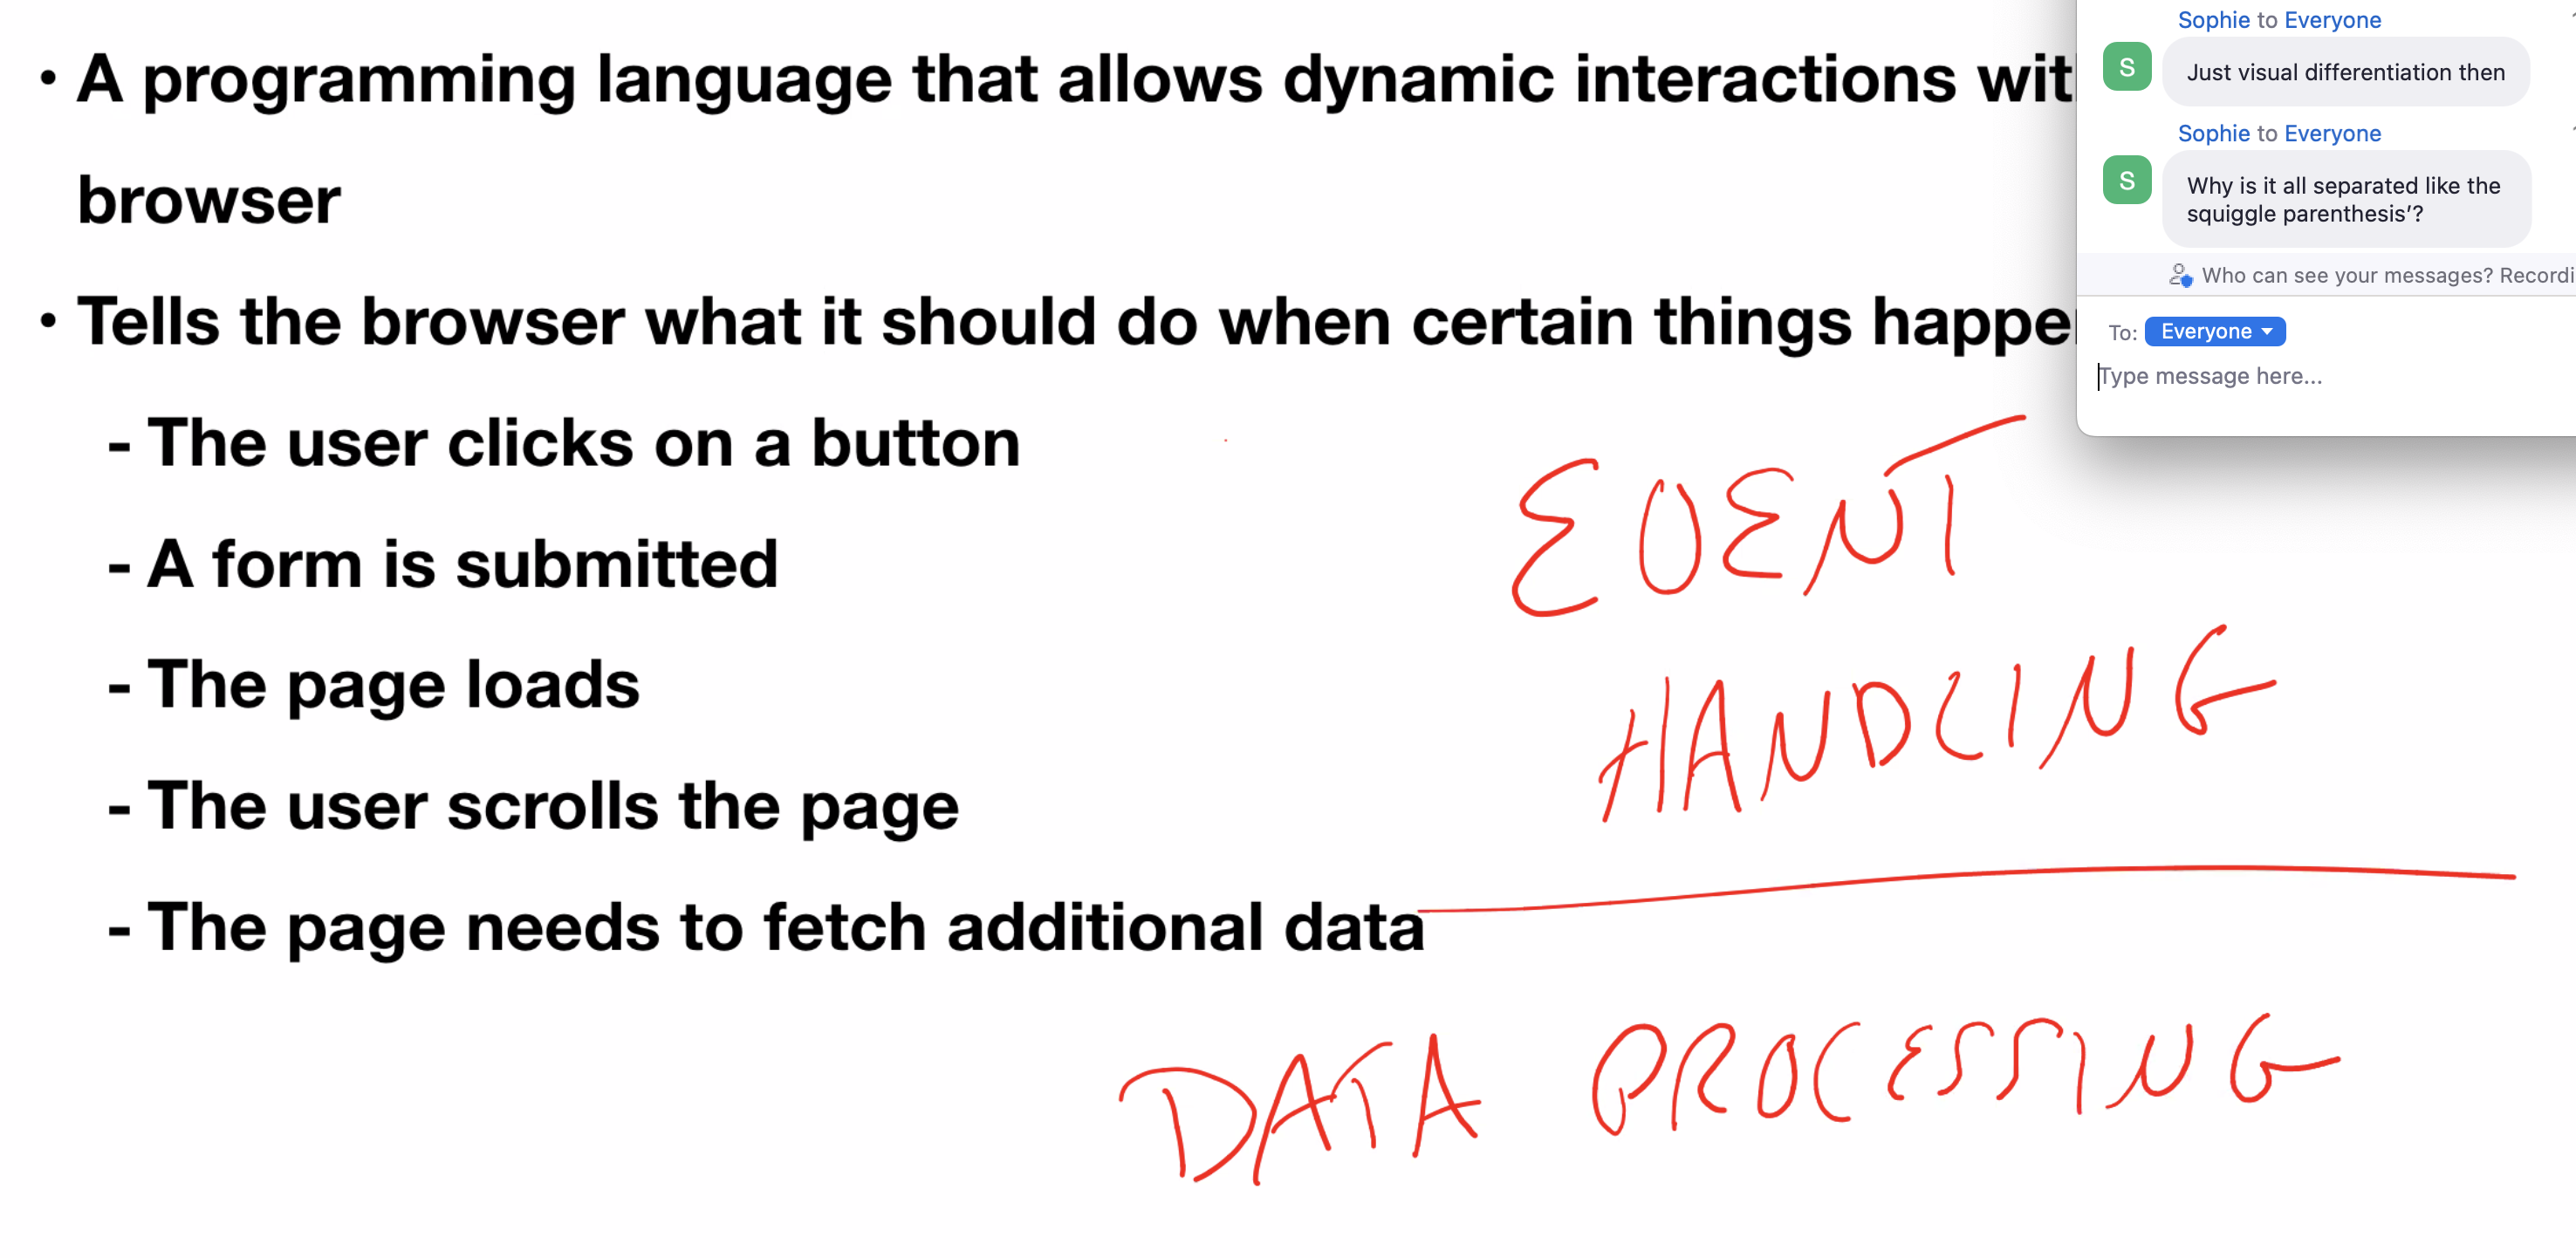 • A programming language that allows dynamic interactions wit
browser
• Tells the browser what it should do when certain things happe
- The user clicks on a button
- A form is submitted
- The page loads
- The user scrolls the page
- The page needs to fetch additional data
EVENT
HANDLING
DATA PROCESSING
Sophie to Everyone
S
Just visual differentiation then
Sophie to Everyone
S
Why is it all separated like the
squiggle parenthesis’?
Who can see your messages? Recordi
To: Everyone
Type message here...